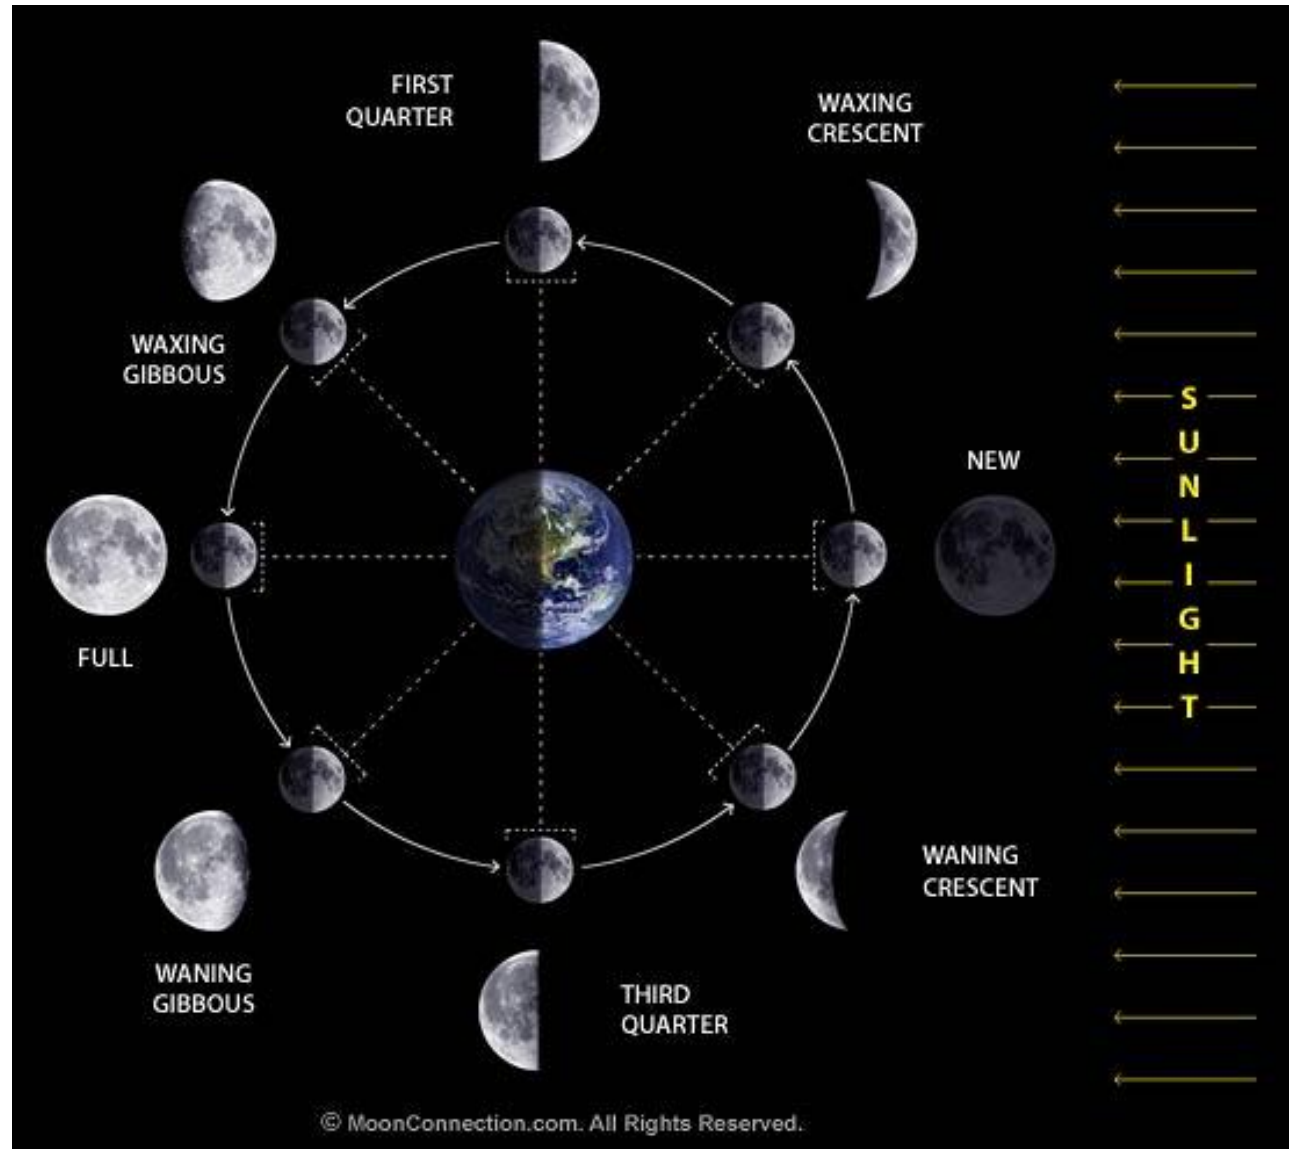 FIRST
QUARTER
WAXING
CRESCENT
WAXING
GIBBOUS
NEW
SUNLIGHT
FULL
WANING
CRESCENT
WANING
GIBBOUS
THIRD
QUARTER
© MoonConnection.com. All Rights Reserved.